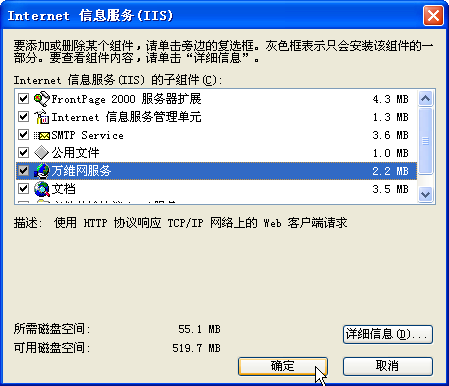 Internet 信息服务(IIS)
要添加或删除某个组件，请单击旁边的复选框。灰色框表示只会安装该组件的一
部分。要查看组件内容，请单击“详细信息”。
Internet 信息服务(IIS) 的子组件(C):
FrontPage 2000 服务器扩展 4.3 MB
Internet 信息服务管理单元 1.3 MB
SMTP Service 3.6 MB
公用文件 1.0 MB
万维网服务 2.2 MB
文档 3.5 MB
描述: 使用 HTTP 协议响应 TCP/IP 网络上的 Web 客户端请求
所需磁盘空间: 55.1 MB
可用磁盘空间: 519.7 MB
详细信息(D)...
确定 取消